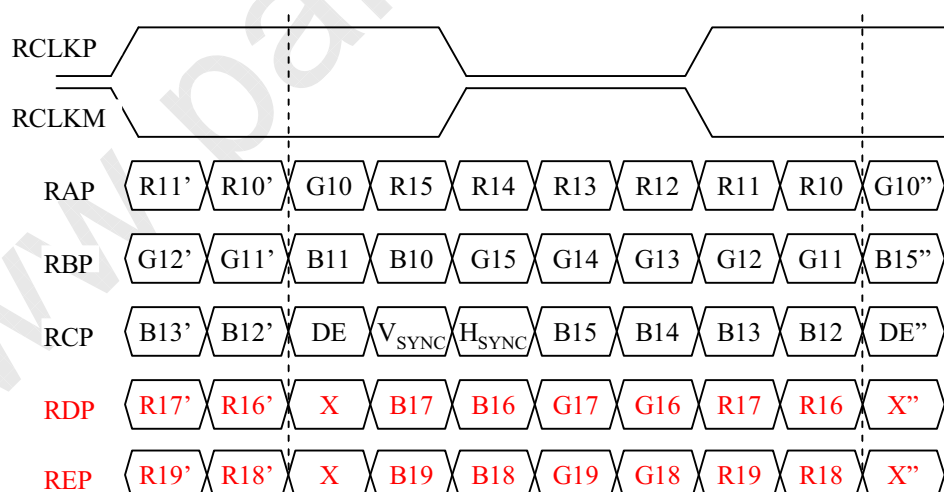 www pa
RCLKP
RCLKM
RAP R11’ R10’ G10 R15 R14 R13 R12 R11 R10 G10”
RBP G12’ G11’ B11 B10 G15 G14 G13 G12 G11 B15”
RCP B13’ B12’ DE VSYNC HSYNC B15 B14 B13 B12 DE”
RDP R17’ R16’ X B17 B16 G17 G16 R17 R16 X”
REP R19’ R18’ X B19 B18 G19 G18 R19 R18 X”